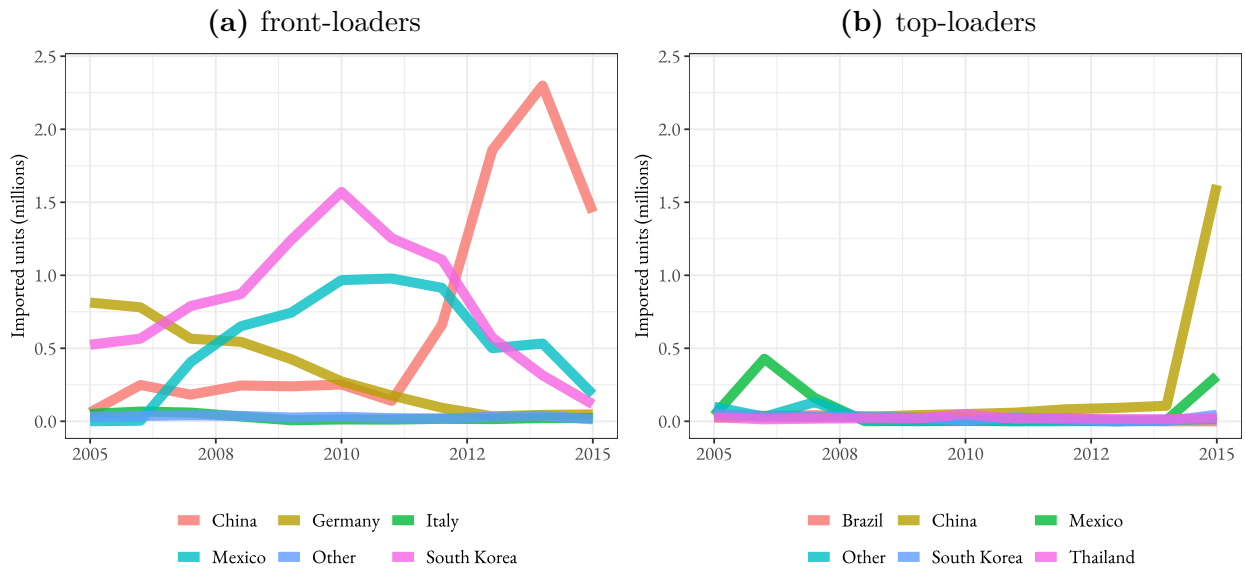 (a) front-loaders
(b) top-loaders
Imported units (millions)
2.5
2.0
1.5
1.0
0.5
0.0
2005 2008 2010 2012 2015
China Germany Italy
Mexico Other South Korea
Imported units (millions)
2.5
2.0
1.5
1.0
0.5
0.0
2005 2008 2010 2012 2015
Brazil China Mexico
Other South Korea Thailand